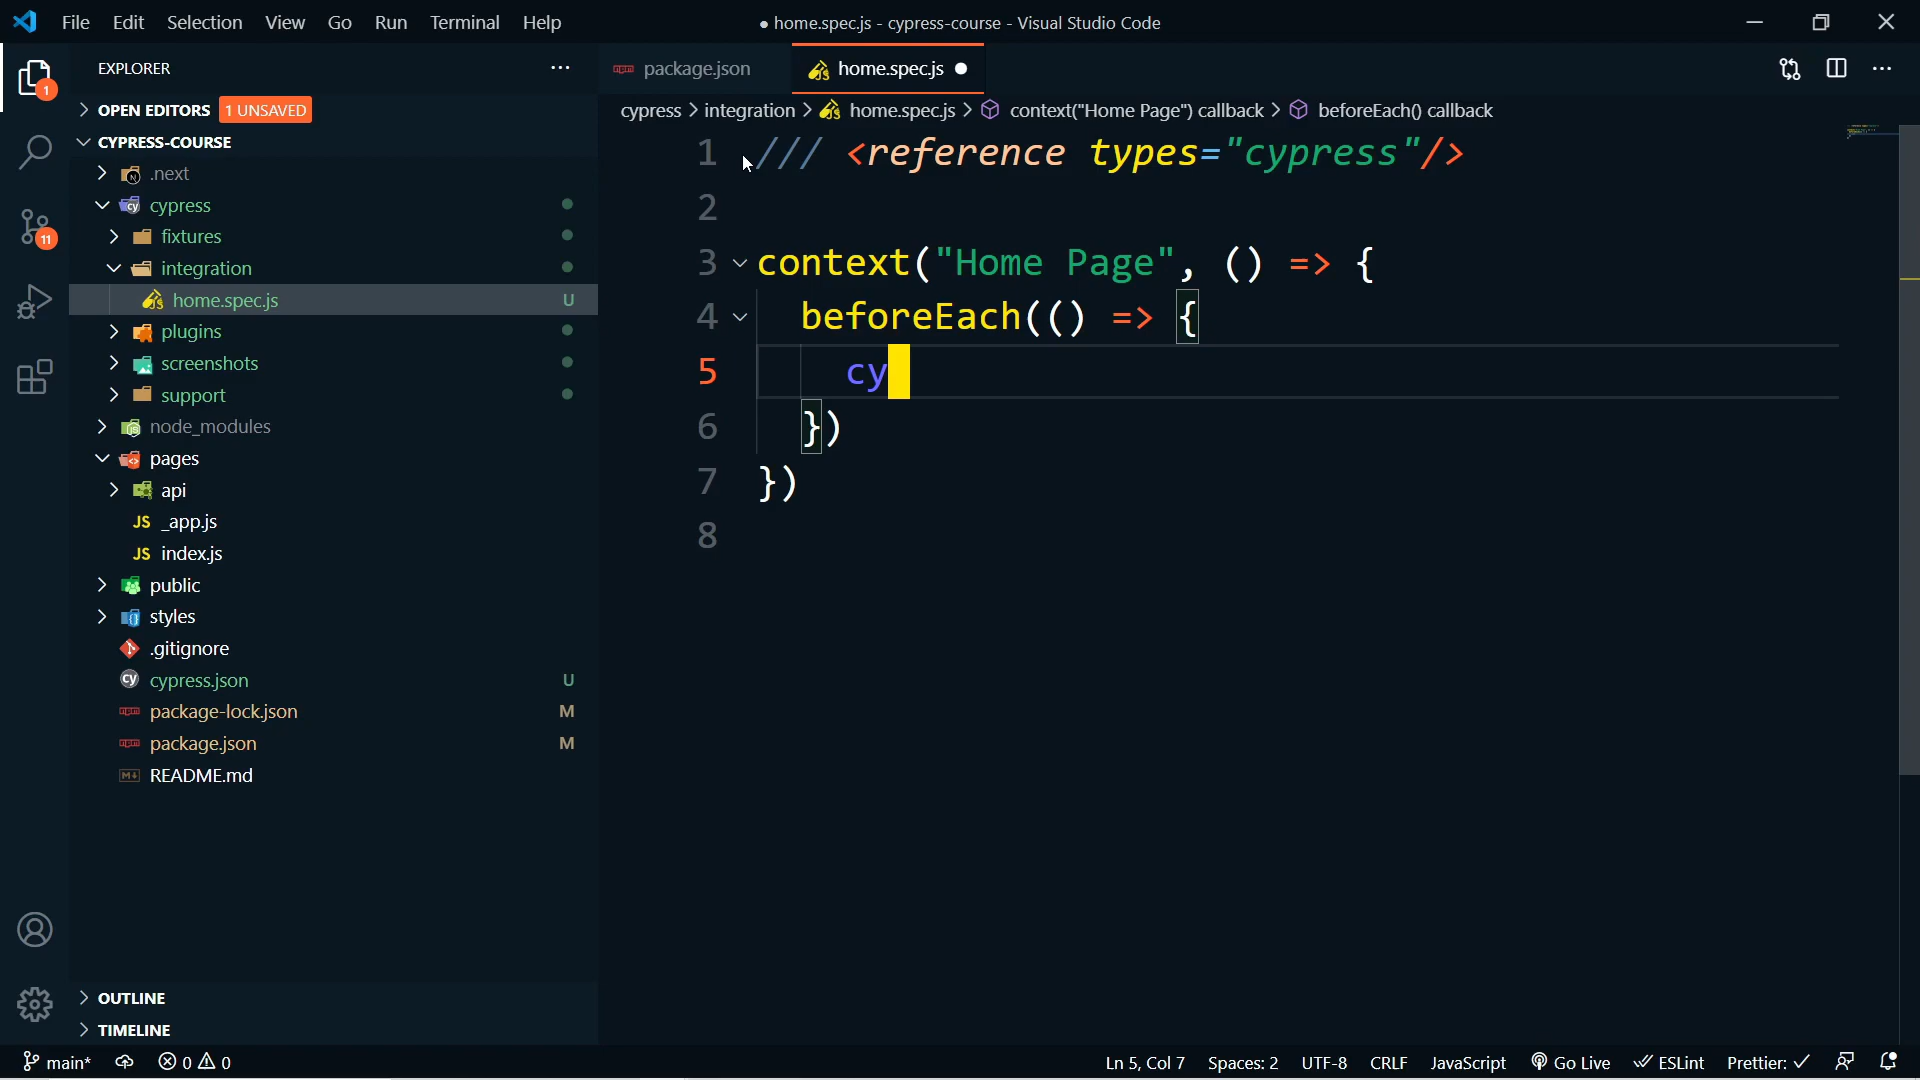 File Edit Selection View Go Run Terminal Help
● home.spec.js - cypress-course - Visual Studio Code
EXPLORER
1
OPEN EDITORS 1 UNSAVED
CYPRESS-COURSE
.next
cypress
fixtures
integration
home.spec.js U
plugins
screenshots
support
node_modules
pages
api
JS _app.js
JS index.js
public
styles
.gitignore
cy cypress.json U
package-lock.json M
package.json M
README.md
11
OUTLINE
TIMELINE
package.json home.spec.js
cypress > integration > home.spec.js > context("Home Page") callback > beforeEach() callback
1 /// <reference types="cypress"/>
2
3 context("Home Page", () => {
4 beforeEach(() => {
5 cy
6 })
7 })
8
main* 0 0 Ln 5, Col 7 Spaces: 2 UTF-8 CRLF JavaScript Go Live ESLint Prettier: ✓